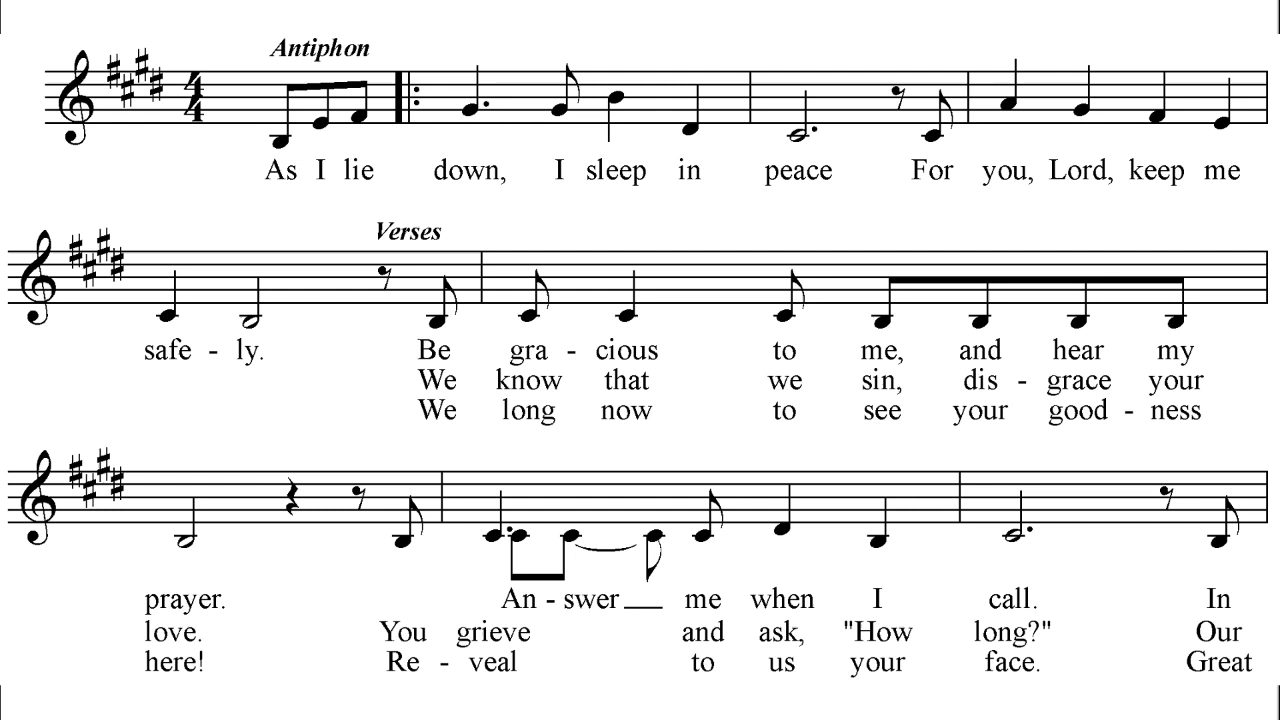 Antiphon
4
4
As I lie down, I sleep in peace For you, Lord, keep me
Verses
safe - ly. Be gra - cious to me, and hear my
We know that we sin, dis - grace your
We long now to see your good - ness
prayer. An - swer me when I call. In
love. You grieve and ask, "How long?" Our
here! Re - veal to us your face. Great